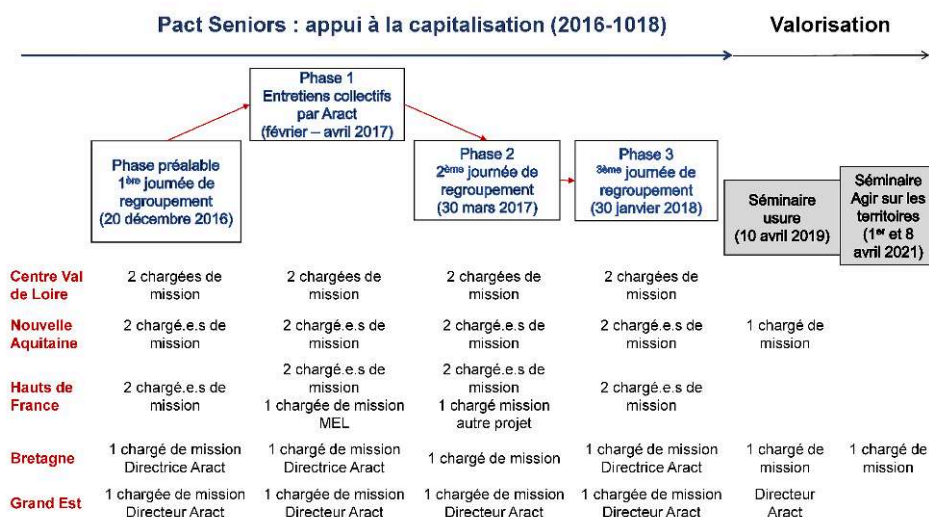 Pact Seniors : appui à la capitalisation (2016-1018)
Valorisation
Phase 1
Entretiens collectifs
par Aract
(février – avril 2017)
Phase préalable
1ère journée de
regroupement
(20 décembre 2016)
Phase 2
2ème journée de
regroupement
(30 mars 2017)
Phase 3
3ème journée de
regroupement
(30 janvier 2018)
Séminaire
usure
(10 avril 2019)
Séminaire
Agir sur les
territoires
(1er et 8
avril 2021)
Centre Val
de Loire
2 chargées de
mission
2 chargées de
mission
2 chargées de
mission
2 chargées de
mission
Nouvelle
Aquitaine
2 chargé.e.s de
mission
2 chargé.e.s de
mission
2 chargé.e.s de
mission
2 chargé.e.s de
mission
1 chargé de
mission
Hauts de
France
2 chargé.e.s de
mission
2 chargé.e.s de
mission
1 chargée de mission
MEL
2 chargé.e.s de
mission
1 chargé mission
autre projet
2 chargé.e.s de
mission
Bretagne
1 chargé de mission
Directrice Aract
1 chargé de mission
Directrice Aract
1 chargé de mission
1 chargé de mission
Directrice Aract
1 chargé de
mission
1 chargé de
mission
Grand Est
1 chargée de mission
Directeur Aract
1 chargée de mission
Directeur Aract
1 chargée de mission
Directeur Aract
1 chargée de mission
Directeur Aract
Directeur
Aract